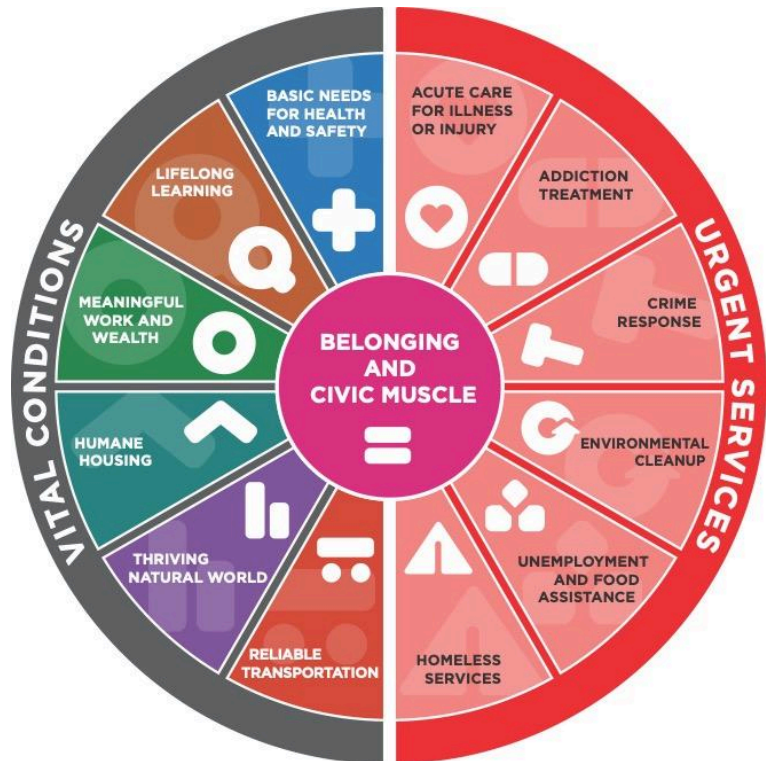 VITAL CONDITIONS
BASIC NEEDS
FOR HEALTH
AND SAFETY
LIFELONG
LEARNING
MEANINGFUL
WORK AND
WEALTH
HUMANE
HOUSING
THRIVING
NATURAL WORLD
RELIABLE
TRANSPORTATION
BELONGING
AND
CIVIC MUSCLE
URGENT SERVICES
ACUTE CARE
FOR ILLNESS
OR INJURY
ADDICTION
TREATMENT
CRIME
RESPONSE
ENVIRONMENTAL
CLEANUP
UNEMPLOYMENT
AND FOOD
ASSISTANCE
HOMELESS
SERVICES